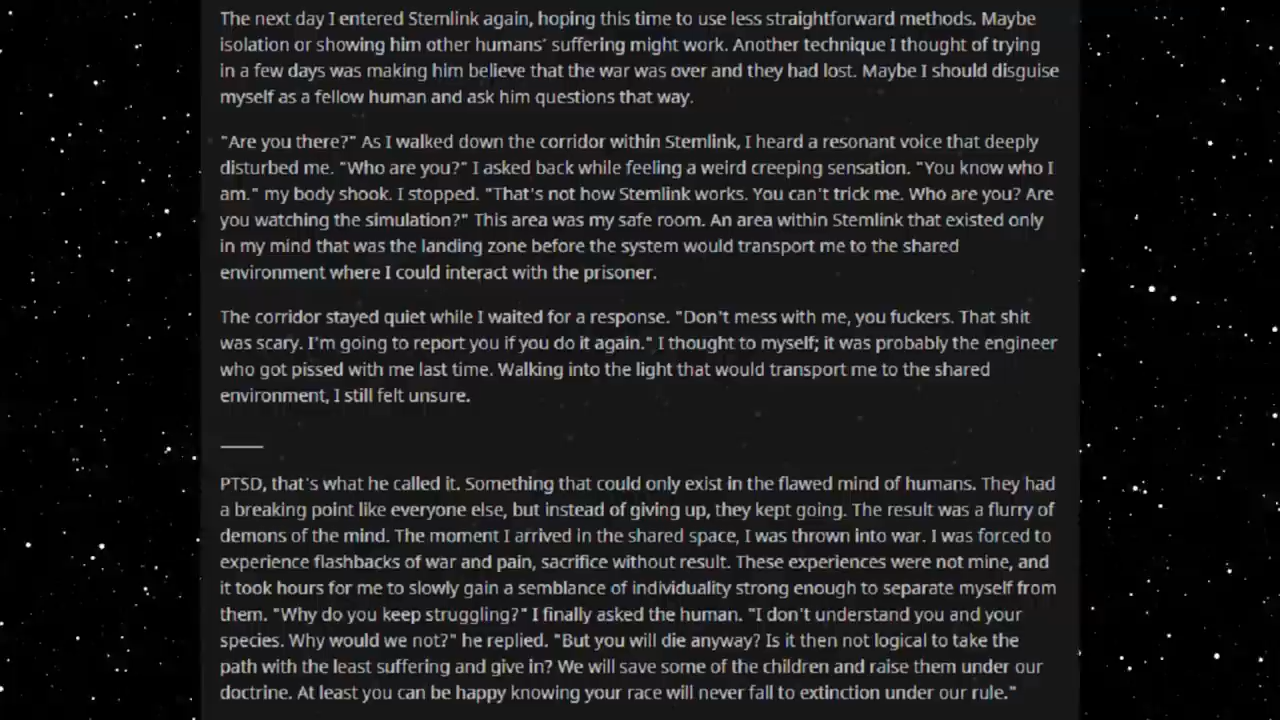 The next day I entered Stemlink again, hoping this time to use less straightforward methods. Maybe
isolation or showing him other humans' suffering might work. Another technique I thought of trying
in a few days was making him believe that the war was over and they had lost. Maybe I should disguise
myself as a fellow human and ask him questions that way.
"Are you there?" As I walked down the corridor within Stemlink, I heard a resonant voice that deeply
disturbed me. "Who are you?" I asked back while feeling a weird creeping sensation. "You know who I
am." my body shook. I stopped. "That's not how Stemlink works. You can't trick me. Who are you? Are
you watching the simulation?" This area was my safe room. An area within Stemlink that existed only
in my mind that was the landing zone before the system would transport me to the shared
environment where I could interact with the prisoner.
The corridor stayed quiet while I waited for a response. "Don't mess with me, you fuckers. That shit
was scary. I'm going to report you if you do it again." I thought to myself; it was probably the engineer
who got pissed with me last time. Walking into the light that would transport me to the shared
environment, I still felt unsure.
PTSD, that's what he called it. Something that could only exist in the flawed mind of humans. They had
a breaking point like everyone else, but instead of giving up, they kept going. The result was a flurry of
demons of the mind. The moment I arrived in the shared space, I was thrown into war. I was forced to
experience flashbacks of war and pain, sacrifice without result. These experiences were not mine, and
it took hours for me to slowly gain a semblance of individuality strong enough to separate myself from
them. "Why do you keep struggling?" I finally asked the human. "I don't understand you and your
species. Why would we not?" he replied. "But you will die anyway? Is it then not logical to take the
path with the least suffering and give in? We will save some of the children and raise them under our
doctrine. At least you can be happy knowing your race will never fall to extinction under our rule."